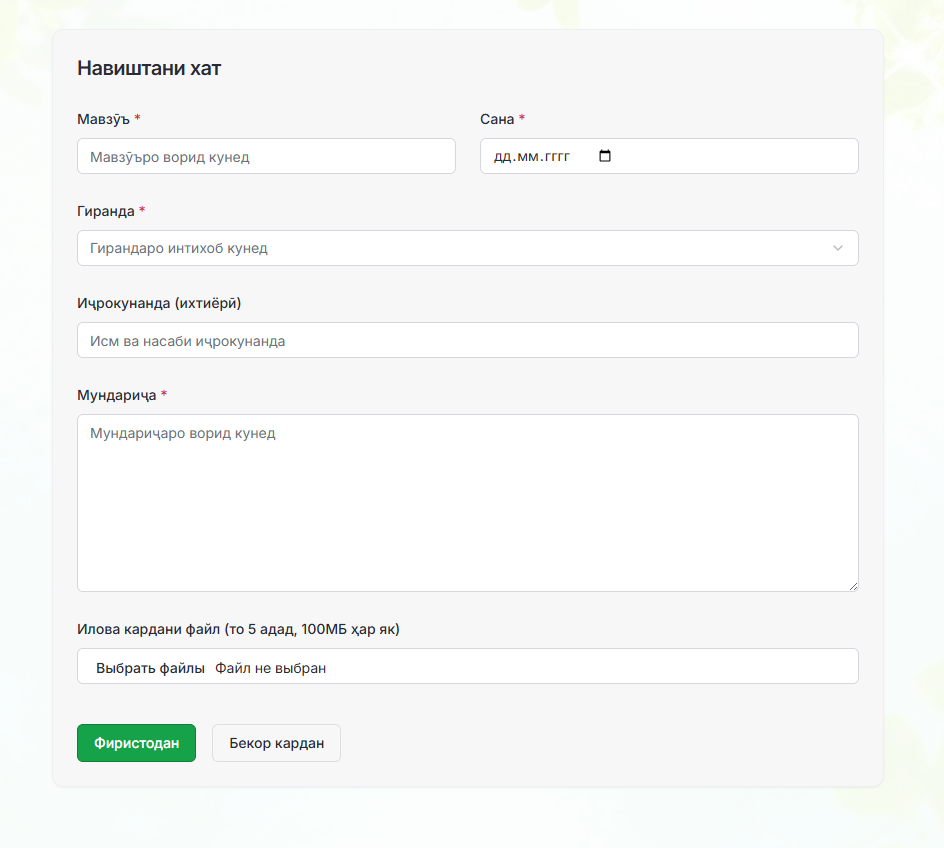 Навиштани хат
Мавзӯъ * Сана *
Мавзӯъро ворид кунед дд.мм.гггг
Гиранда *
Гирандаро интихоб кунед
Иҷрокунанда (ихтиёрӣ)
Исм ва насаби иҷрокунанда
Мундариҷа *
Мундариҷаро ворид кунед
Илова кардани файл (то 5 адад, 100МБ ҳар як)
Выбрать файлы Файл не выбран
Фиристодан Бекор кардан